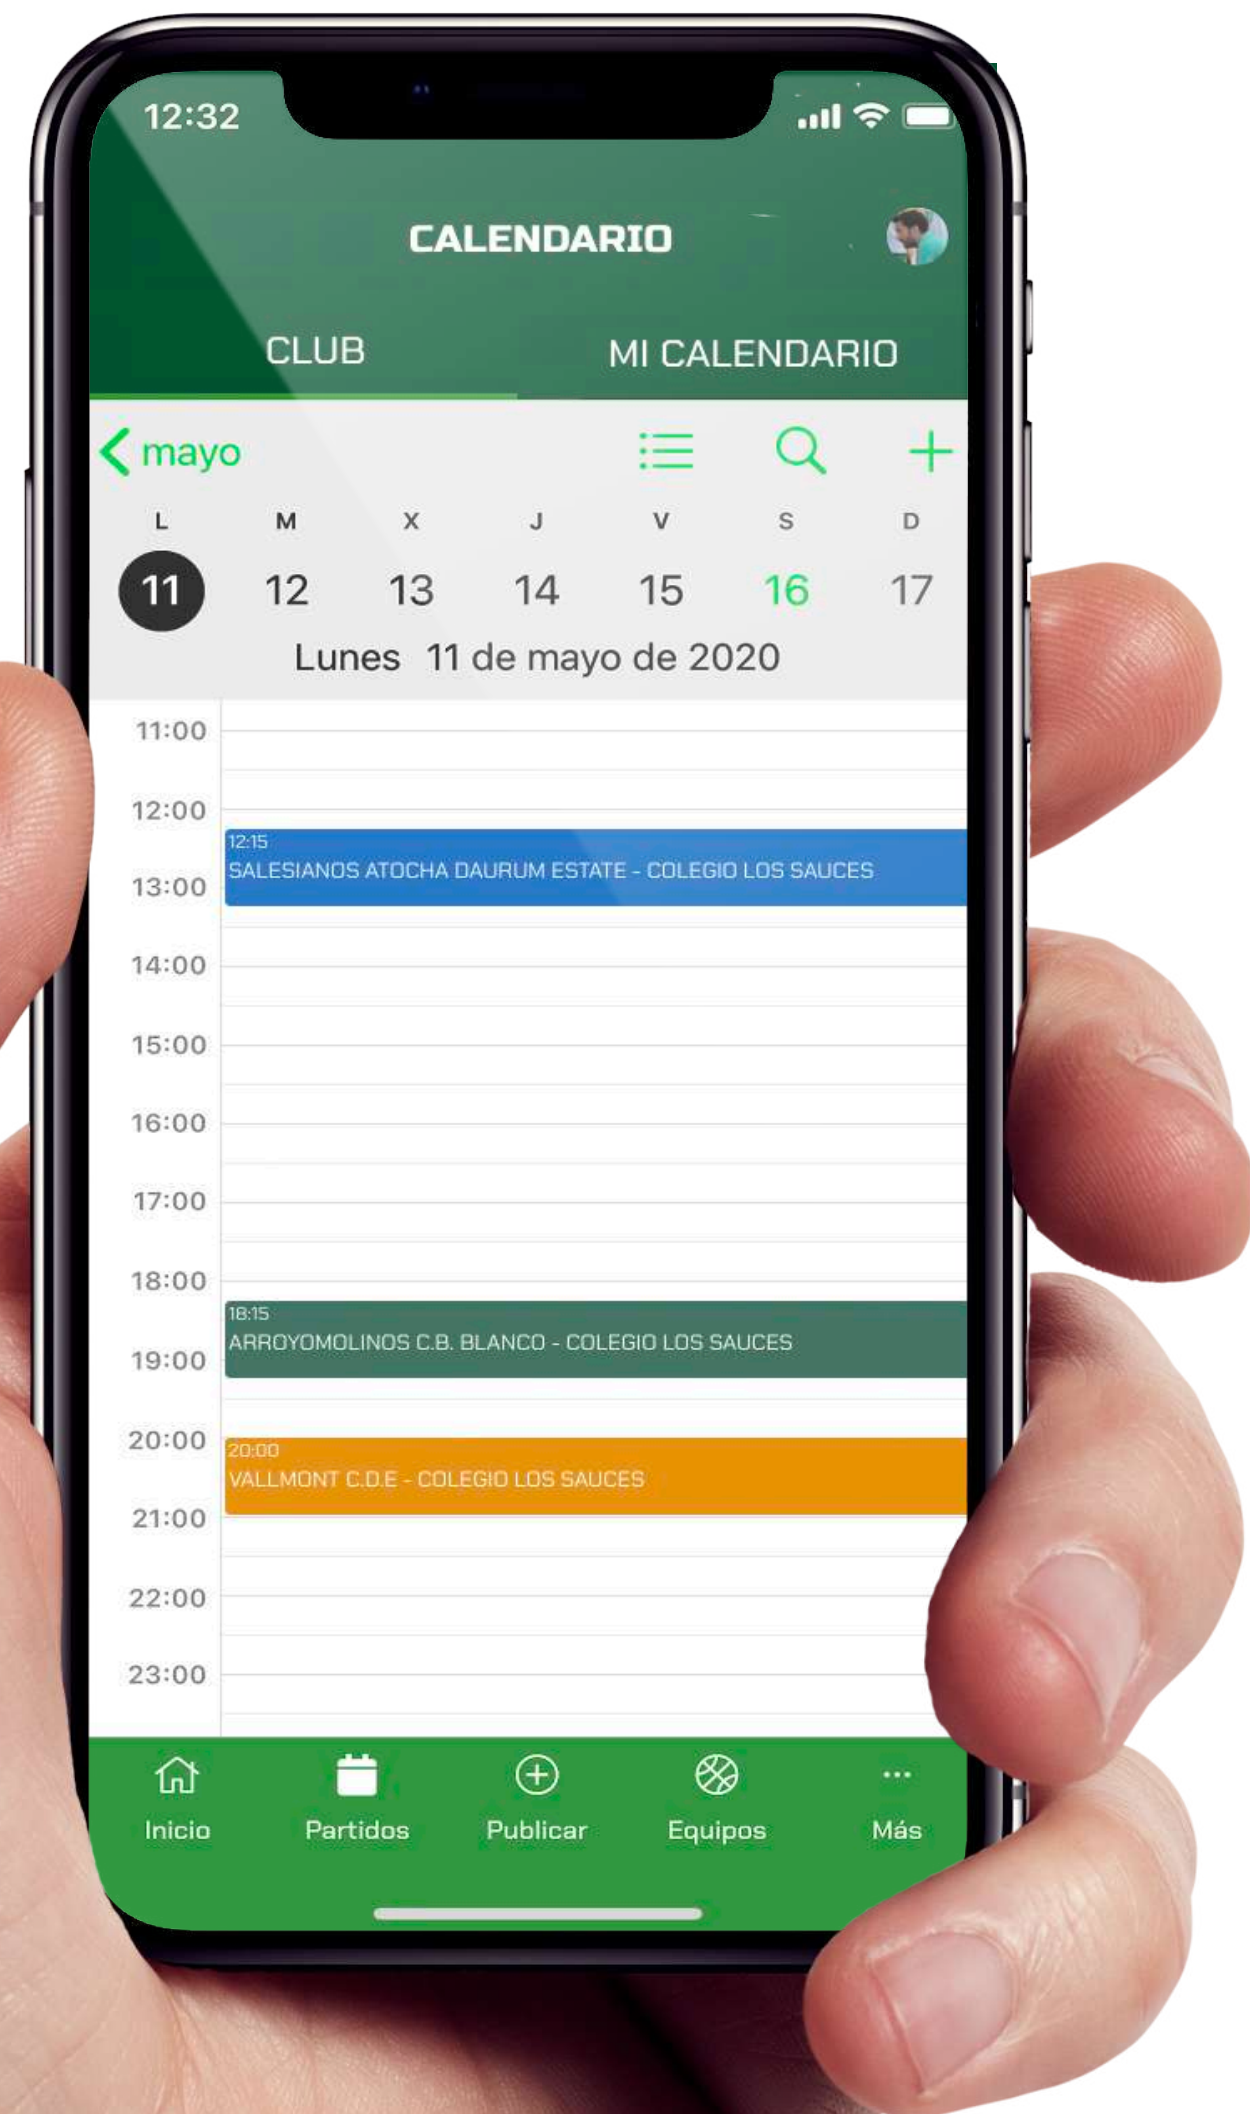 12:32
CALENDARIO
CLUB MI CALENDARIO
mayo
L M X J V S D
11 12 13 14 15 16 17
Lunes 11 de mayo de 2020
11:00
12:00
12:15
SALESIANOS ATOCHA DAURUM ESTATE - COLEGIO LOS SAUCES
13:00
14:00
15:00
16:00
17:00
18:00
18:15
ARROYOMOLINOS C.B. BLANCO - COLEGIO LOS SAUCES
19:00
20:00
20:00
VALLMONT C.D.E - COLEGIO LOS SAUCES
21:00
22:00
23:00
Inicio Partidos Publicar Equipos Más